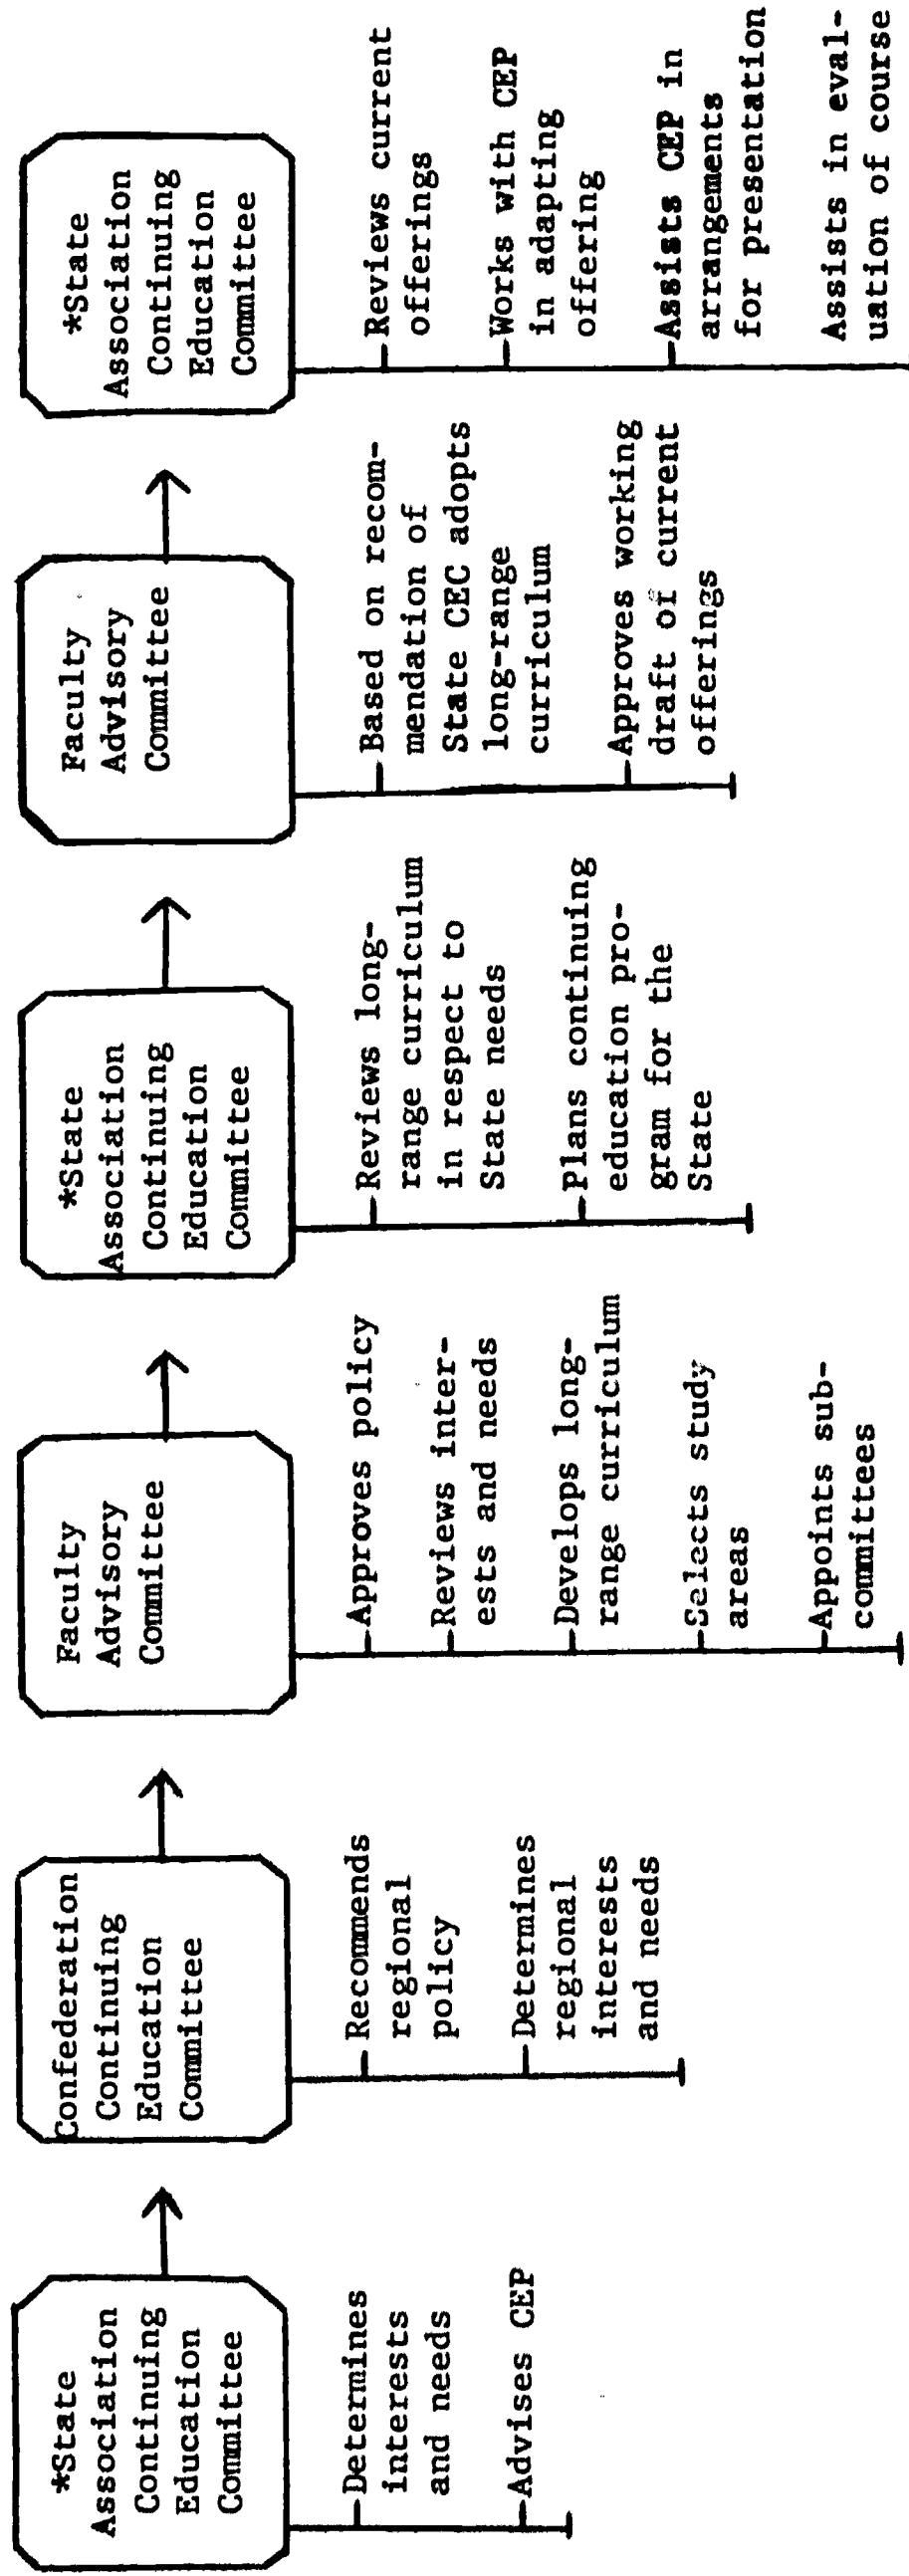 *State
Association
Continuing
Education
Committee
Determines
interests
and needs
Advises CEP
Confederation
Continuing
Education
Committee
Recommends
regional
policy
Determines
regional
interests
and needs
Faculty
Advisory
Committee
Approves policy
Reviews inter-
ests and needs
Develops long-
range curriculum
Selects study
areas
Appoints sub-
committees
*State
Association
Continuing
Education
Committee
Reviews long-
range curriculum
in respect to
State needs
Plans continuing
education pro-
gram for the
State
Faculty
Advisory
Committee
Based on recom-
mendation of
State CEC adopts
long-range
curriculum
Approves working
draft of current
offerings
*State
Association
Continuing
Education
Committee
Reviews current
offerings
Works with CEP
in adapting
offering
Assists CEP in
arrangements
for presentation
Assists in eval-
uation of course